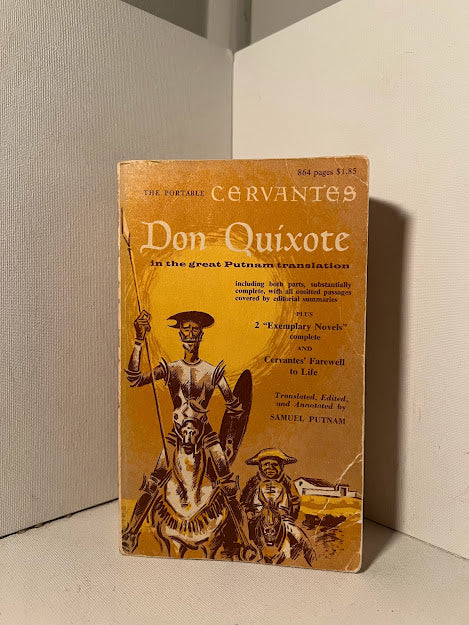 864 pages $1.85
THE PORTABLE CERVANTES
Don Quixote
in the great Putnam translation
including both parts, substantially
complete, with all omitted passages
covered by editorial summaries
PLUS
2 "Exemplary Novels"
complete
AND
Cervantes' Farewell
to Life
Translated, Edited,
and Annotated by
SAMUEL PUTNAM